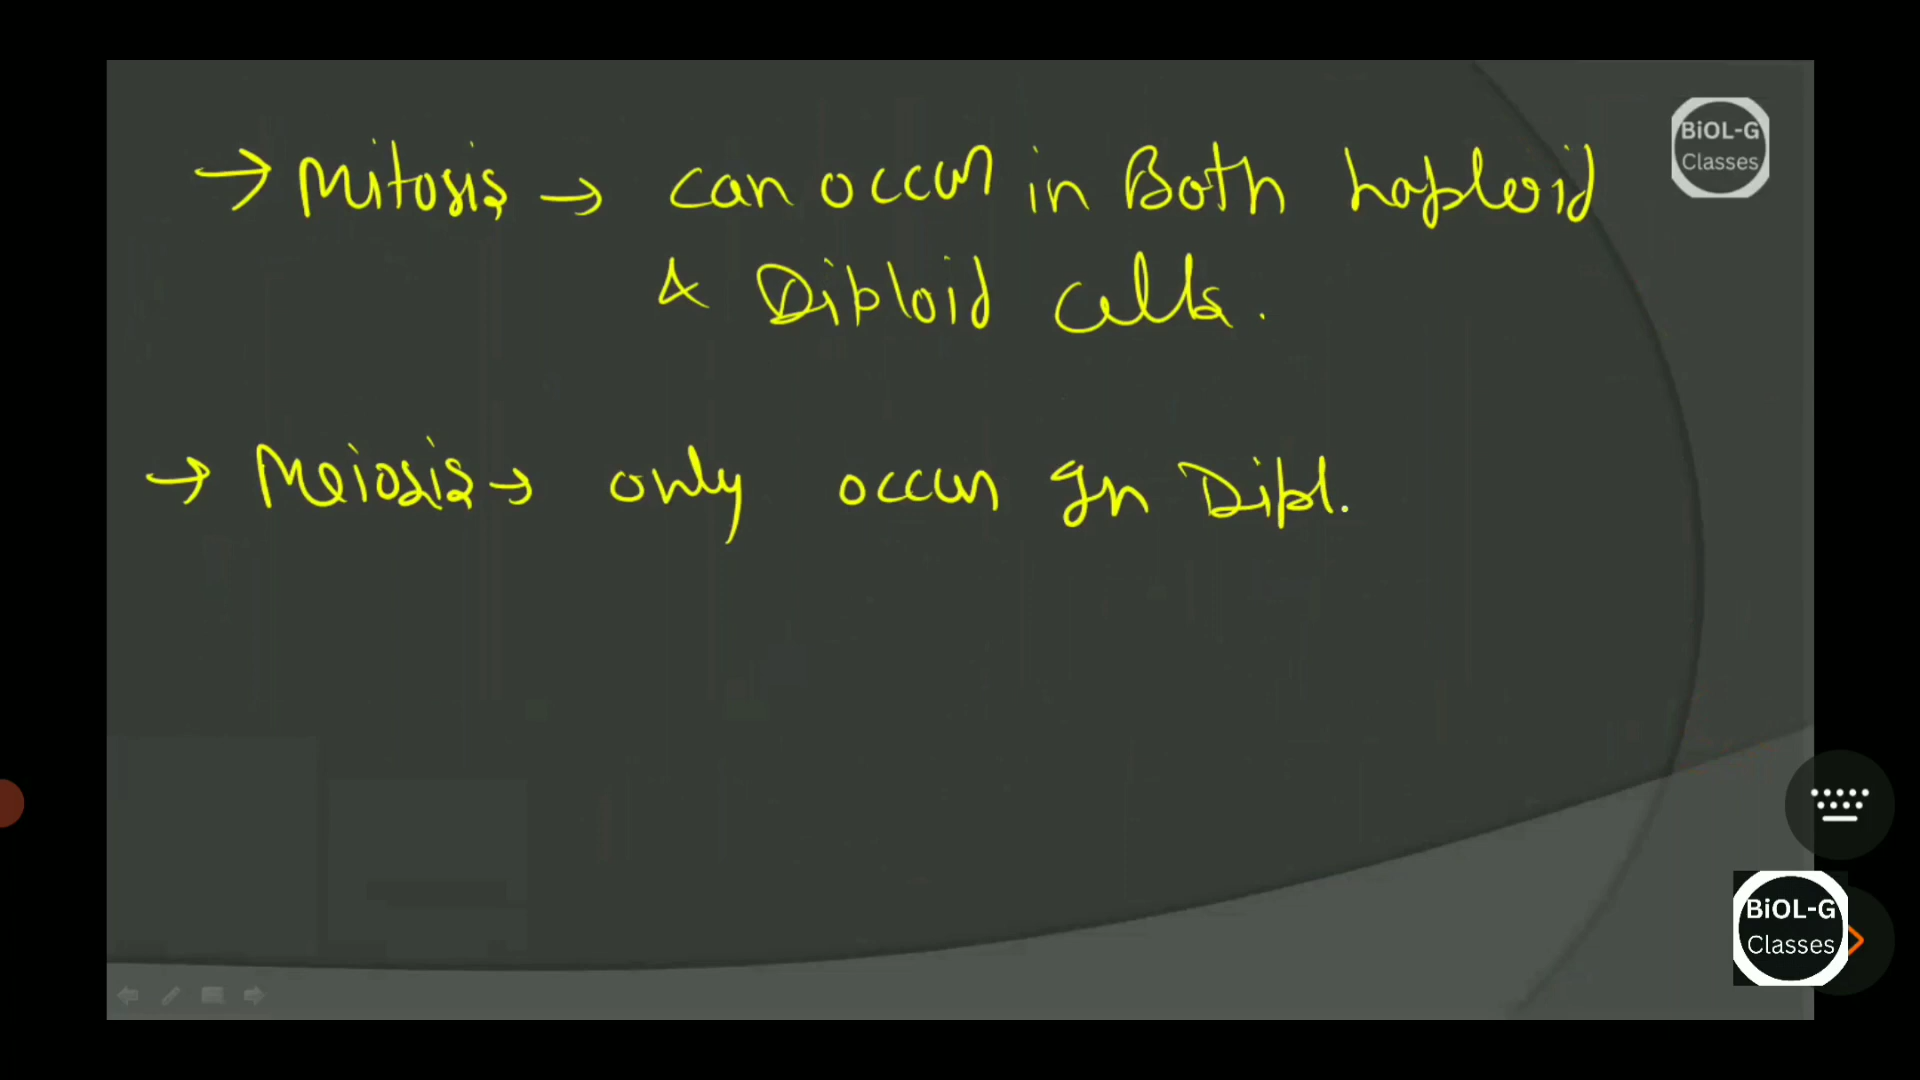 BiOL-G
Classes
→ Mitosis → can occur in Both haploid
& Diploid cells.
→ Meiosis → only occur In Dipl.
BiOL-G
Classes